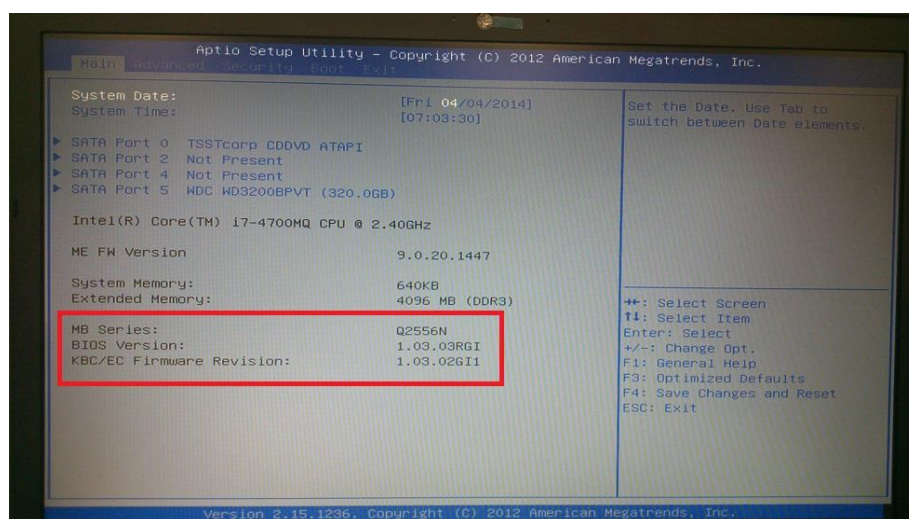 Aptio Setup Utility – Copyright (C) 2012 American Megatrends, Inc.
Main Advanced Security Boot Exit
System Date: [Fri 04/04/2014]
System Time: [07:03:30]
SATA Port 0 TSSTcorp CDDVD ATAPI
SATA Port 2 Not Present
SATA Port 4 Not Present
SATA Port 5 WDC WD3200BPVT (320.0GB)
Intel(R) Core(TM) i7-4700MQ CPU @ 2.40GHz
ME FW Version 9.0.20.1447
System Memory: 640KB
Extended Memory: 4096 MB (DDR3)
MB Series: Q2556N
BIOS Version: 1.03.03RGI
KBC/EC Firmware Revision: 1.03.02GI1
Set the Date. Use Tab to
switch between Date elements.
→←: Select Screen
↑↓: Select Item
Enter: Select
+/-: Change Opt.
F1: General Help
F3: Optimized Defaults
F4: Save Changes and Reset
ESC: Exit
Version 2.15.1236. Copyright (C) 2012 American Megatrends, Inc.